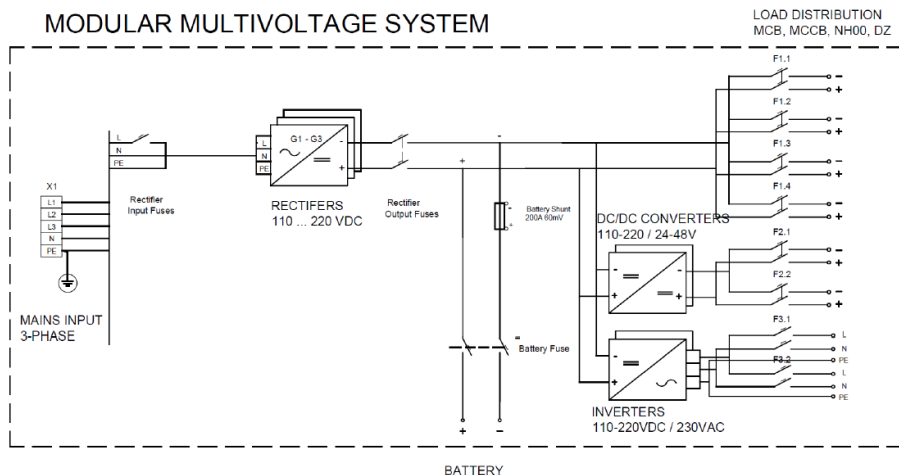 MODULAR MULTIVOLTAGE SYSTEM
LOAD DISTRIBUTION
MCB, MCCB, NH00, DZ
F1.1
-
+
F1.2
-
+
F1.3
-
+
F1.4
-
+
L
N
PE
Rectifier
Input Fuses
X1
L1
L2
L3
N
PE
MAINS INPUT
3-PHASE
L
N
PE
G1 - G3
-
+
RECTIFERS
110 ... 220 VDC
Rectifier
Output Fuses
-
+
-
Battery Shunt
200A 60mV
+
DC/DC CONVERTERS
110-220 / 24-48V
-
+
-
+
F2.1
-
+
F2.2
-
+
Battery Fuse
-
+
INVERTERS
110-220VDC / 230VAC
F3.1
L
N
PE
F3.2
L
N
PE
+
-
BATTERY